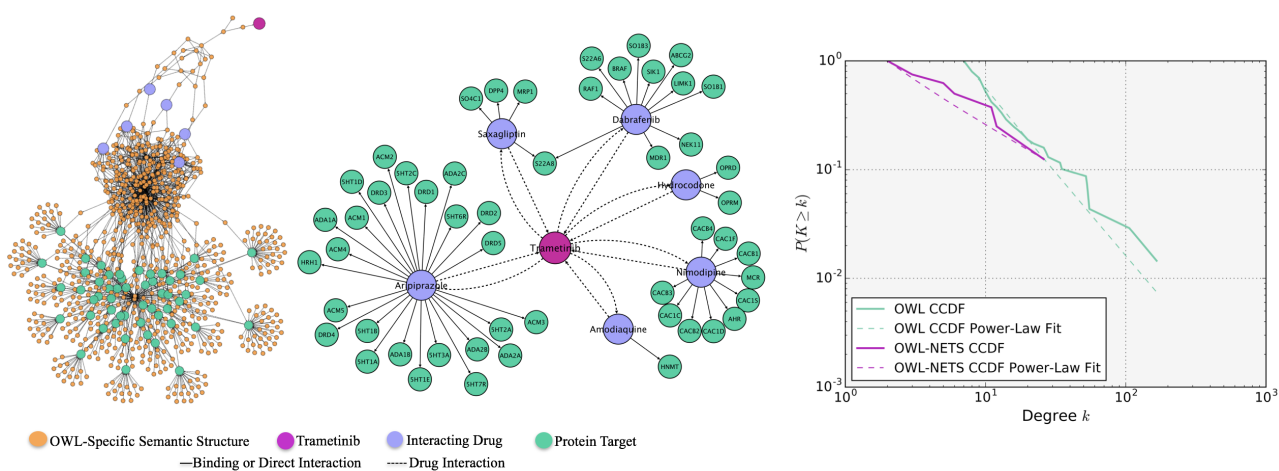 SO1B3
S22A6
BRAF
ABCG2
SIK1
RAF1
LIMK1
SO1B1
SO4C1
DPP4
MRP1
Dabrafenib
Saxagliptin
S22A8
MDR1
NEK11
ACM2
5HT2C
ADA2C
5HT1D
DRD3
DRD1
Hydrocodone
OPRD
OPRM
ADA1A
ACM1
5HT6R
DRD2
ACM4
DRD5
HRH1
Trametinib
CACB4
CAC1F
CACB1
Nimodipine
MCR
Aripiprazole
CACB3
CAC1S
CAC1C
AHR
CACB2
CAC1D
ACM5
DRD4
5HT1B
5HT2A
ACM3
Amodiaquine
5HT1A
ADA1B
5HT3A
ADA2B
ADA2A
5HT1E
5HT7R
HNMT
OWL-Specific Semantic Structure
Trametinib
Interacting Drug
Protein Target
Binding or Direct Interaction
Drug Interaction
10^0
10^-1
10^-2
10^-3
P(K ≥ k)
OWL CCDF
OWL CCDF Power-Law Fit
OWL-NETS CCDF
OWL-NETS CCDF Power-Law Fit
10^0
10^1
10^2
10^3
Degree k